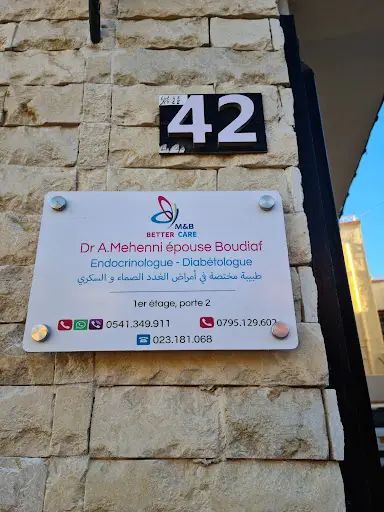 42
M&B
BETTER CARE
Dr A.Mehenni épouse Boudiaf
Endocrinologue - Diabétologue
طبيبة مختصة في أمراض الغدد الصماء و السكري
1er étage, porte 2
0541.349.911 0795.129.602
023.181.068